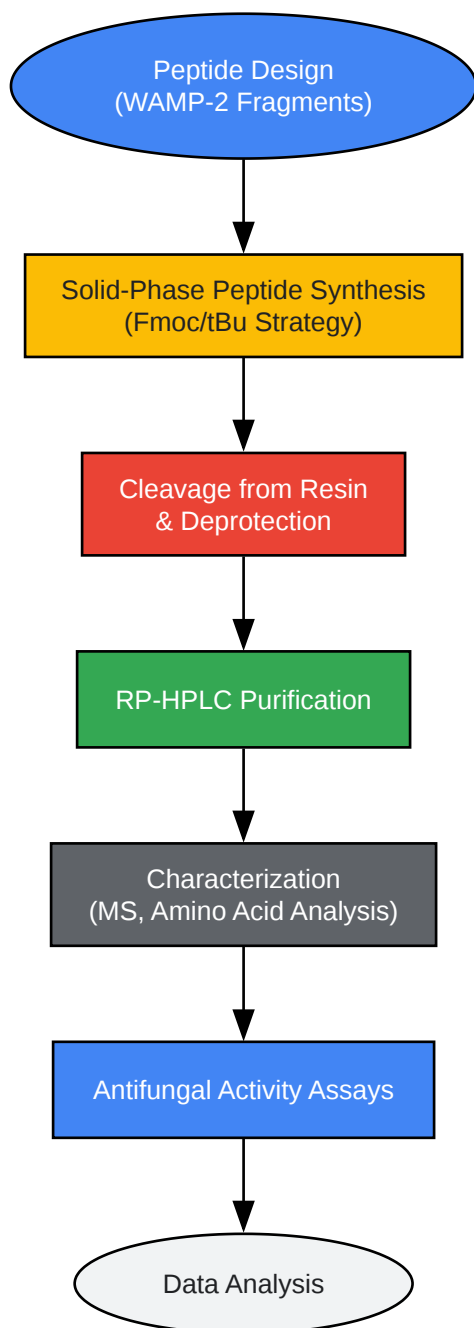 Peptide Design
(WAMP-2 Fragments)
Solid-Phase Peptide Synthesis
(Fmoc/tBu Strategy)
Cleavage from Resin
& Deprotection
RP-HPLC Purification
Characterization
(MS, Amino Acid Analysis)
Antifungal Activity Assays
Data Analysis